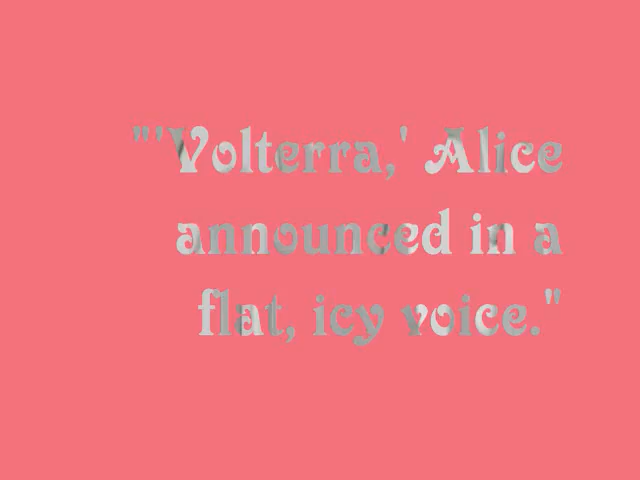 "'Volterra,' Alice
announced in a
flat, icy voice."